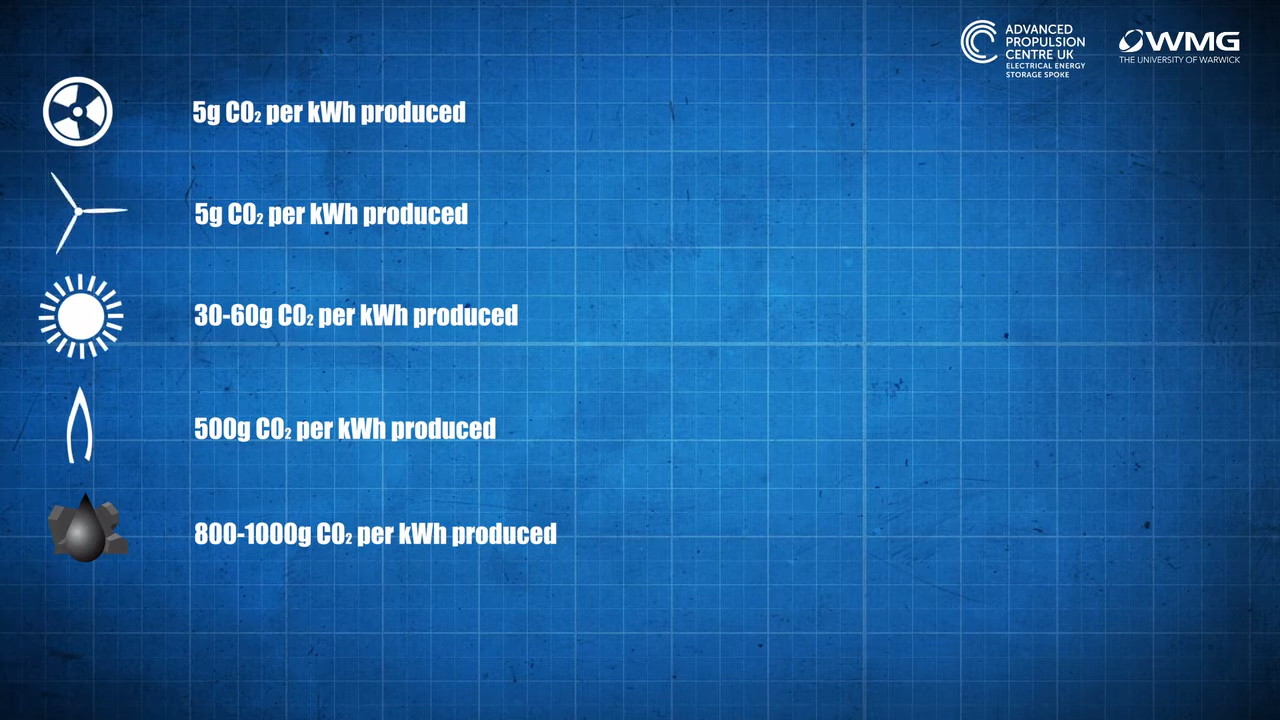 ADVANCED
PROPULSION
CENTRE UK
ELECTRICAL ENERGY
STORAGE SPOKE
WMG
THE UNIVERSITY OF WARWICK
5g CO₂ per kWh produced
5g CO₂ per kWh produced
30-60g CO₂ per kWh produced
500g CO₂ per kWh produced
800-1000g CO₂ per kWh produced